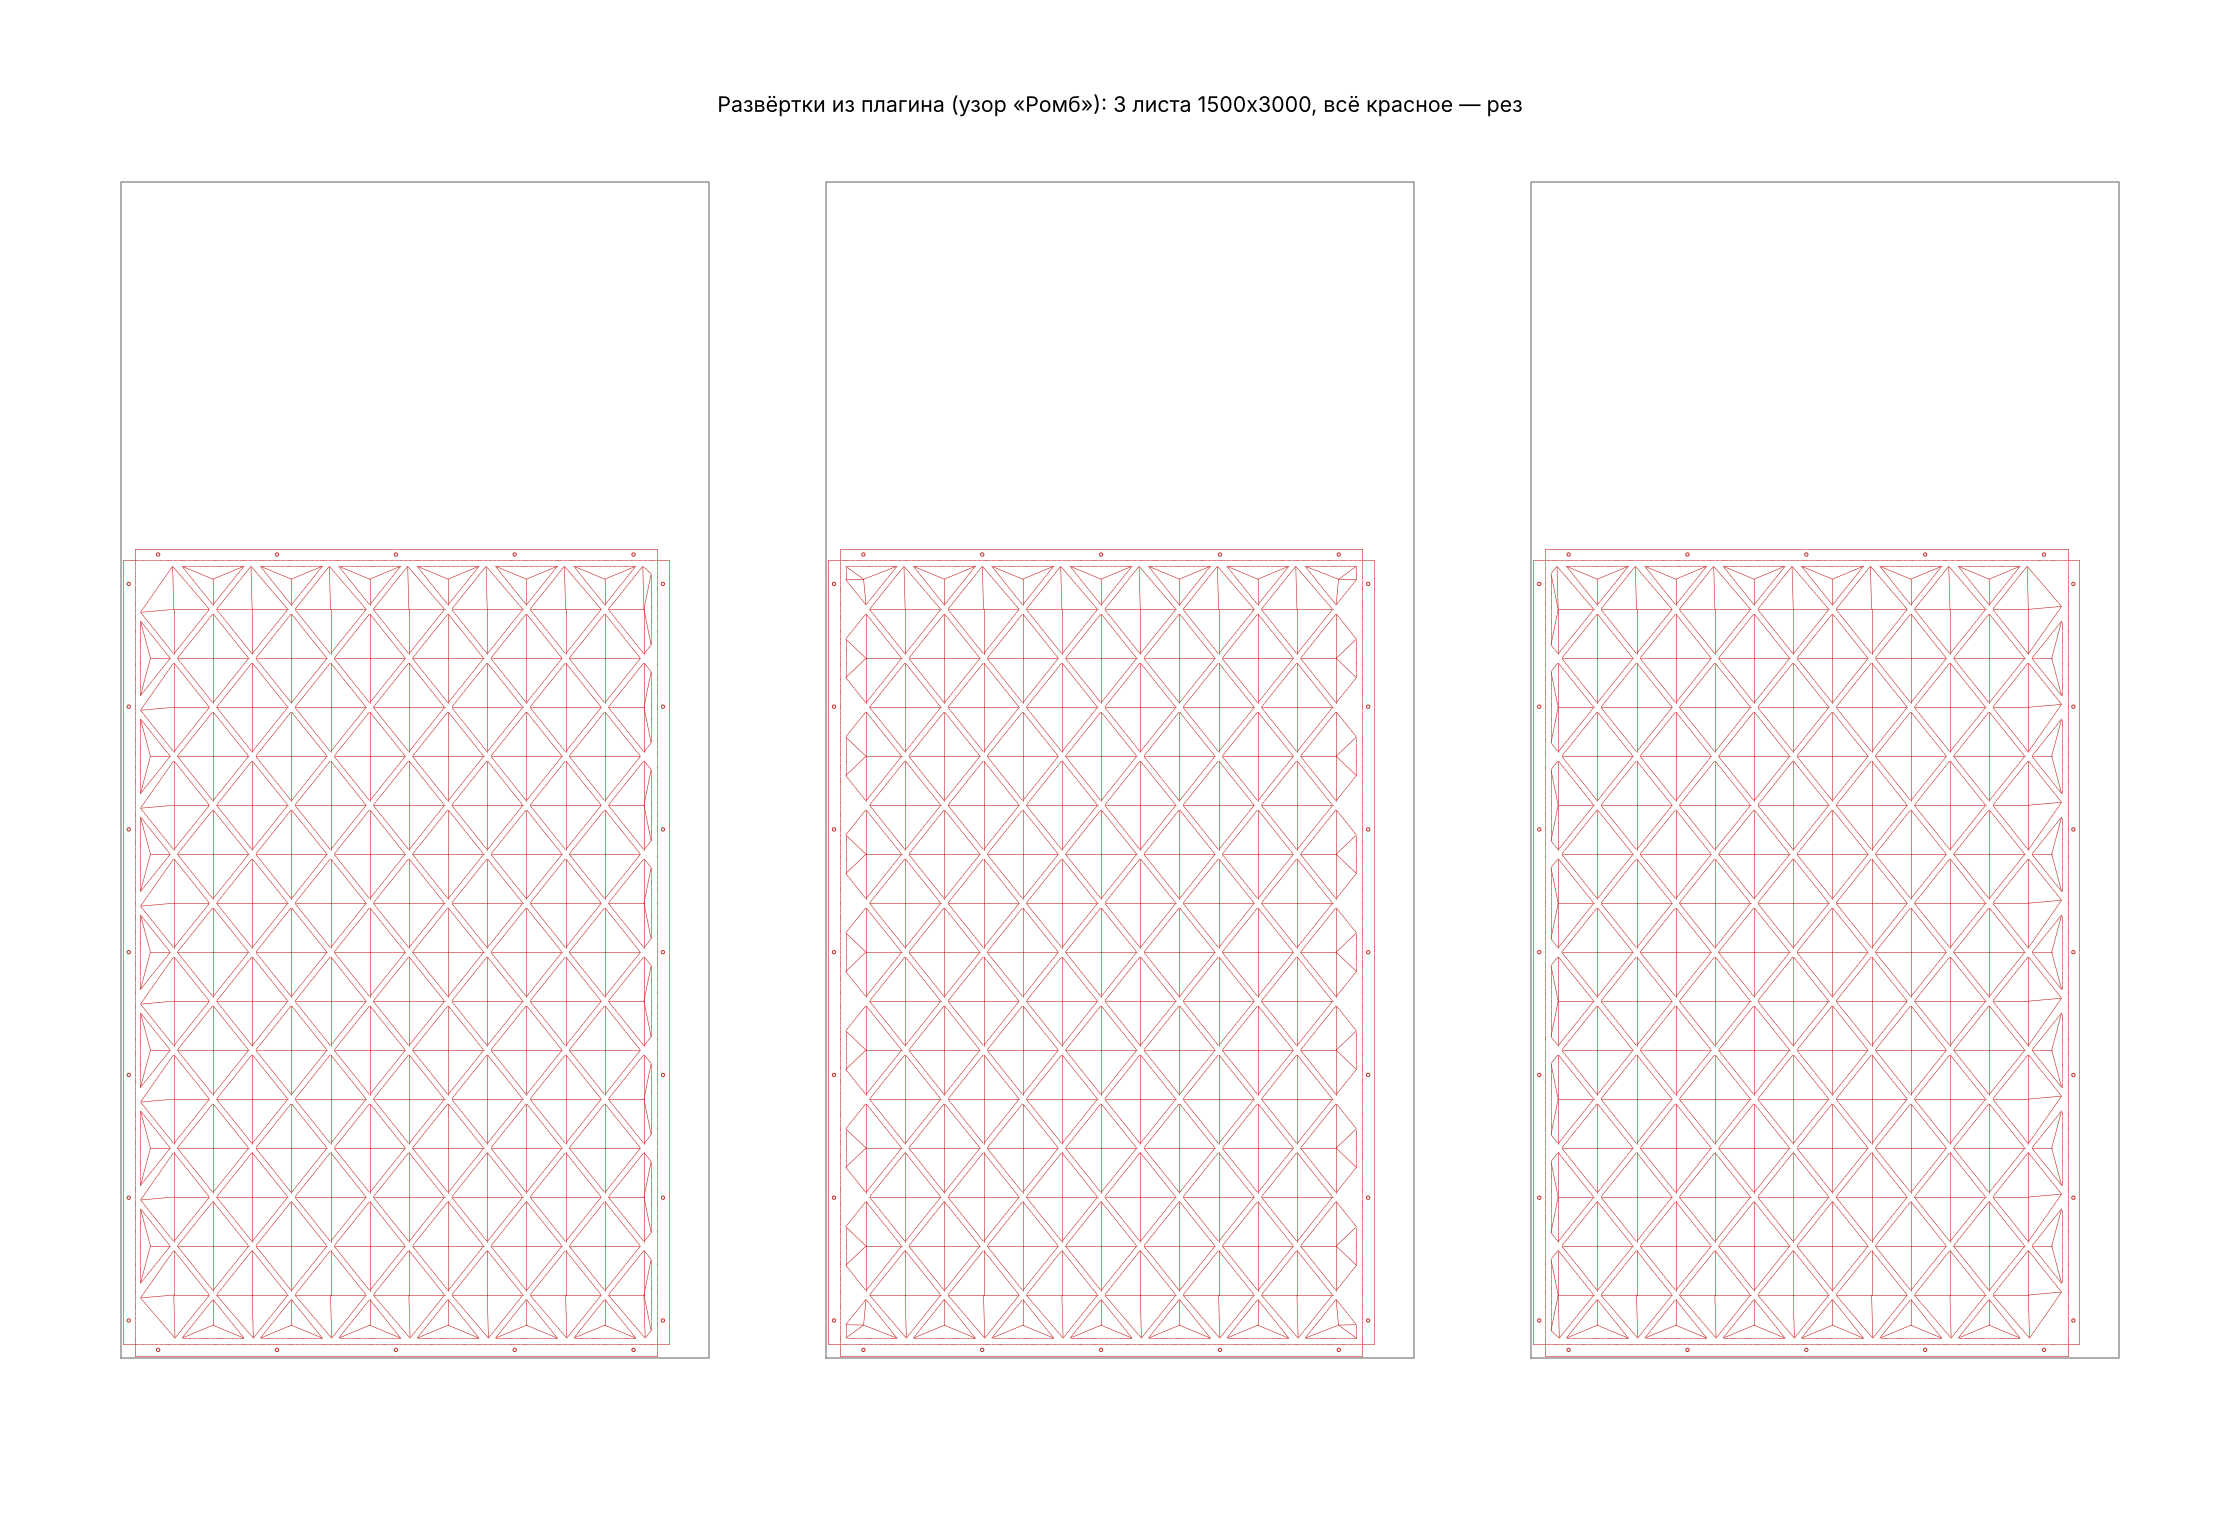 Развёртки из плагина (узор «Ромб»): 3 листа 1500x3000, всё красное — рез